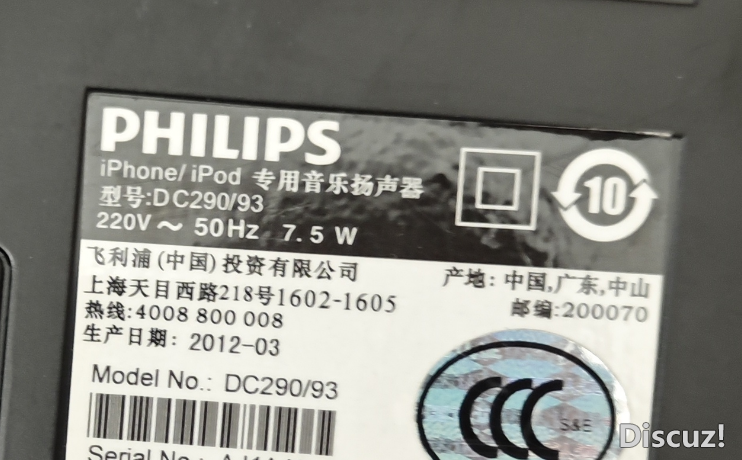 PHILIPS
iPhone/ iPod 专用音乐扬声器
型号:DC290/93
220V ～ 50Hz 7.5 W
10
飞利浦(中国)投资有限公司
上海天目西路218号1602-1605
热线:4008 800 008
生产日期: 2012-03
产地: 中国,广东,中山
邮编:200070
Model No.: DC290/93
Serial No.:
CCC
S&E
Discuz!